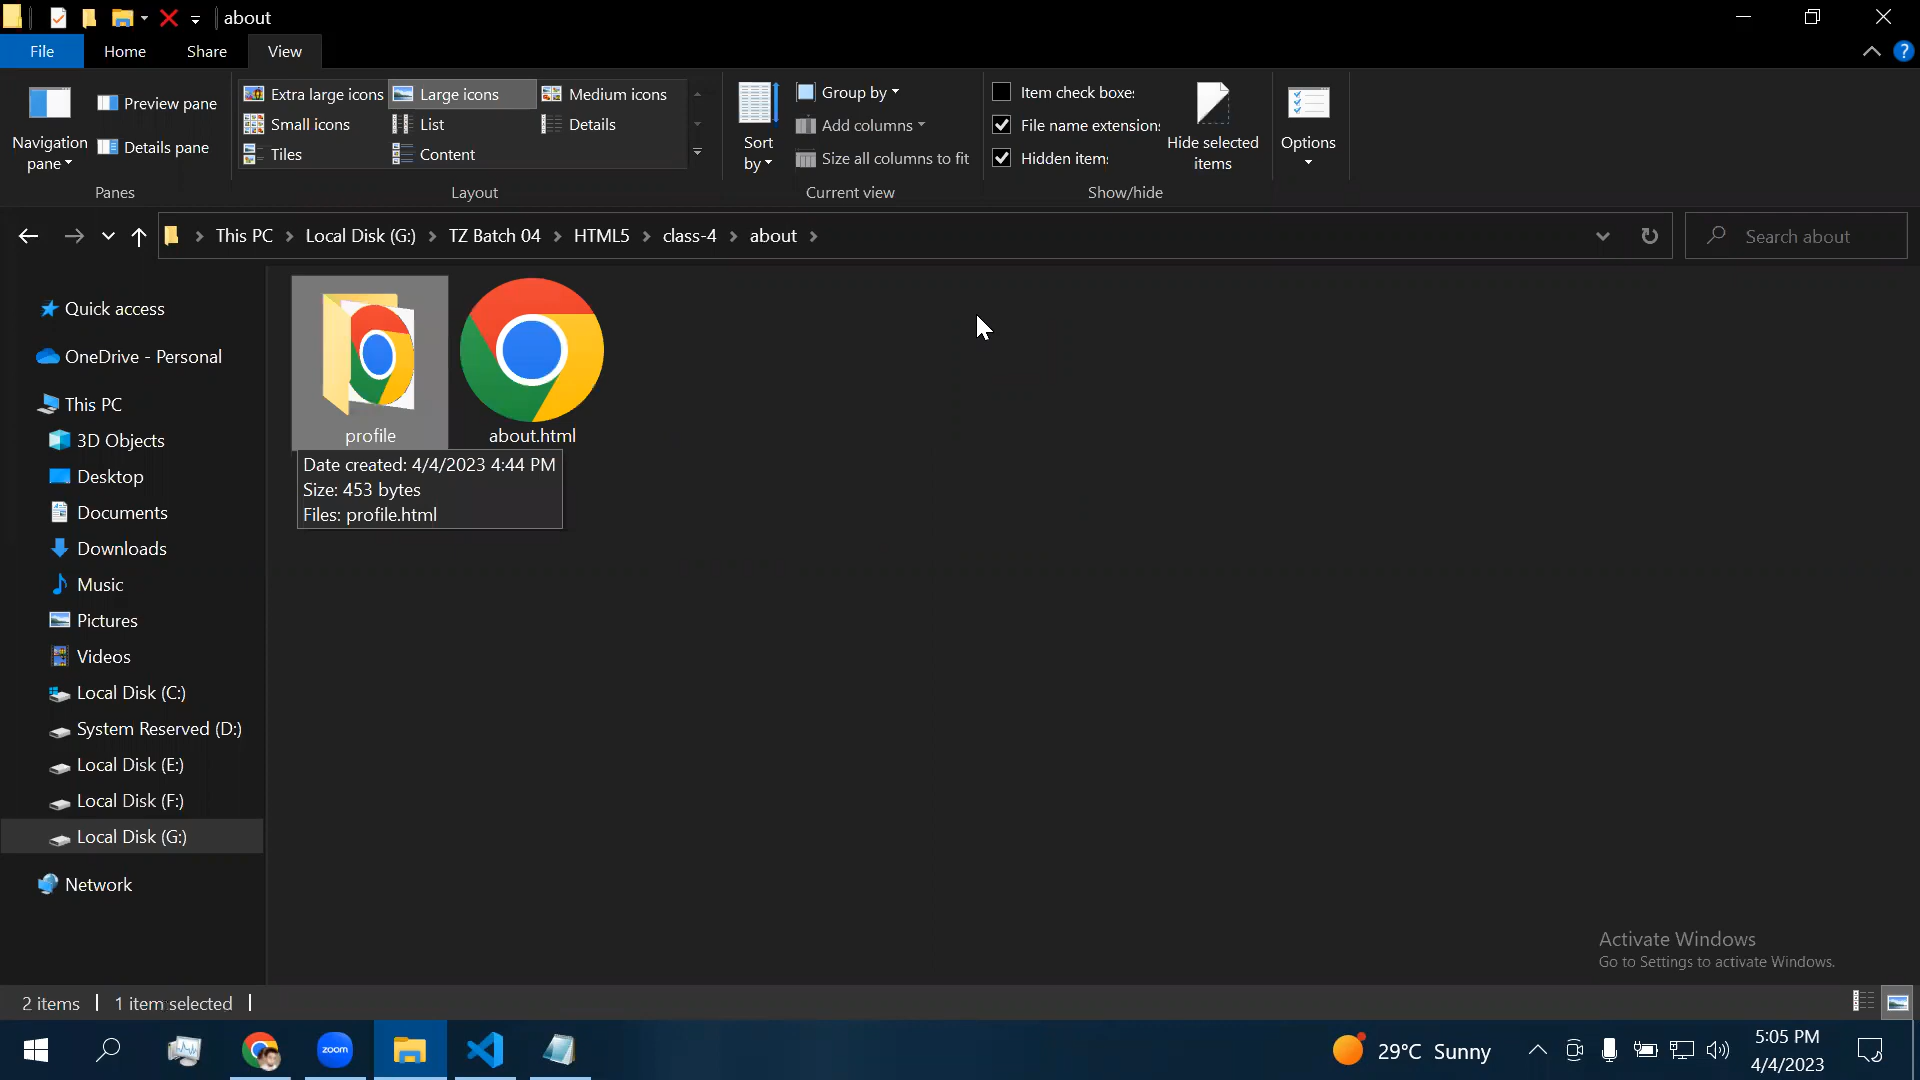 about
File
Home
Share
View
Navigation pane
Preview pane
Details pane
Panes
Extra large icons
Large icons
Medium icons
Small icons
List
Details
Tiles
Content
Layout
Sort by
Group by
Add columns
Size all columns to fit
Current view
Item check boxes
File name extensions
Hidden items
Hide selected items
Show/hide
Options
This PC
Local Disk (G:)
TZ Batch 04
HTML5
class-4
about
Search about
Quick access
OneDrive - Personal
This PC
3D Objects
Desktop
Documents
Downloads
Music
Pictures
Videos
Local Disk (C:)
System Reserved (D:)
Local Disk (E:)
Local Disk (F:)
Local Disk (G:)
Network
profile
about.html
Date created: 4/4/2023 4:44 PM
Size: 453 bytes
Files: profile.html
Activate Windows
Go to Settings to activate Windows.
2 items
1 item selected
zoom
29°C Sunny
5:05 PM
4/4/2023